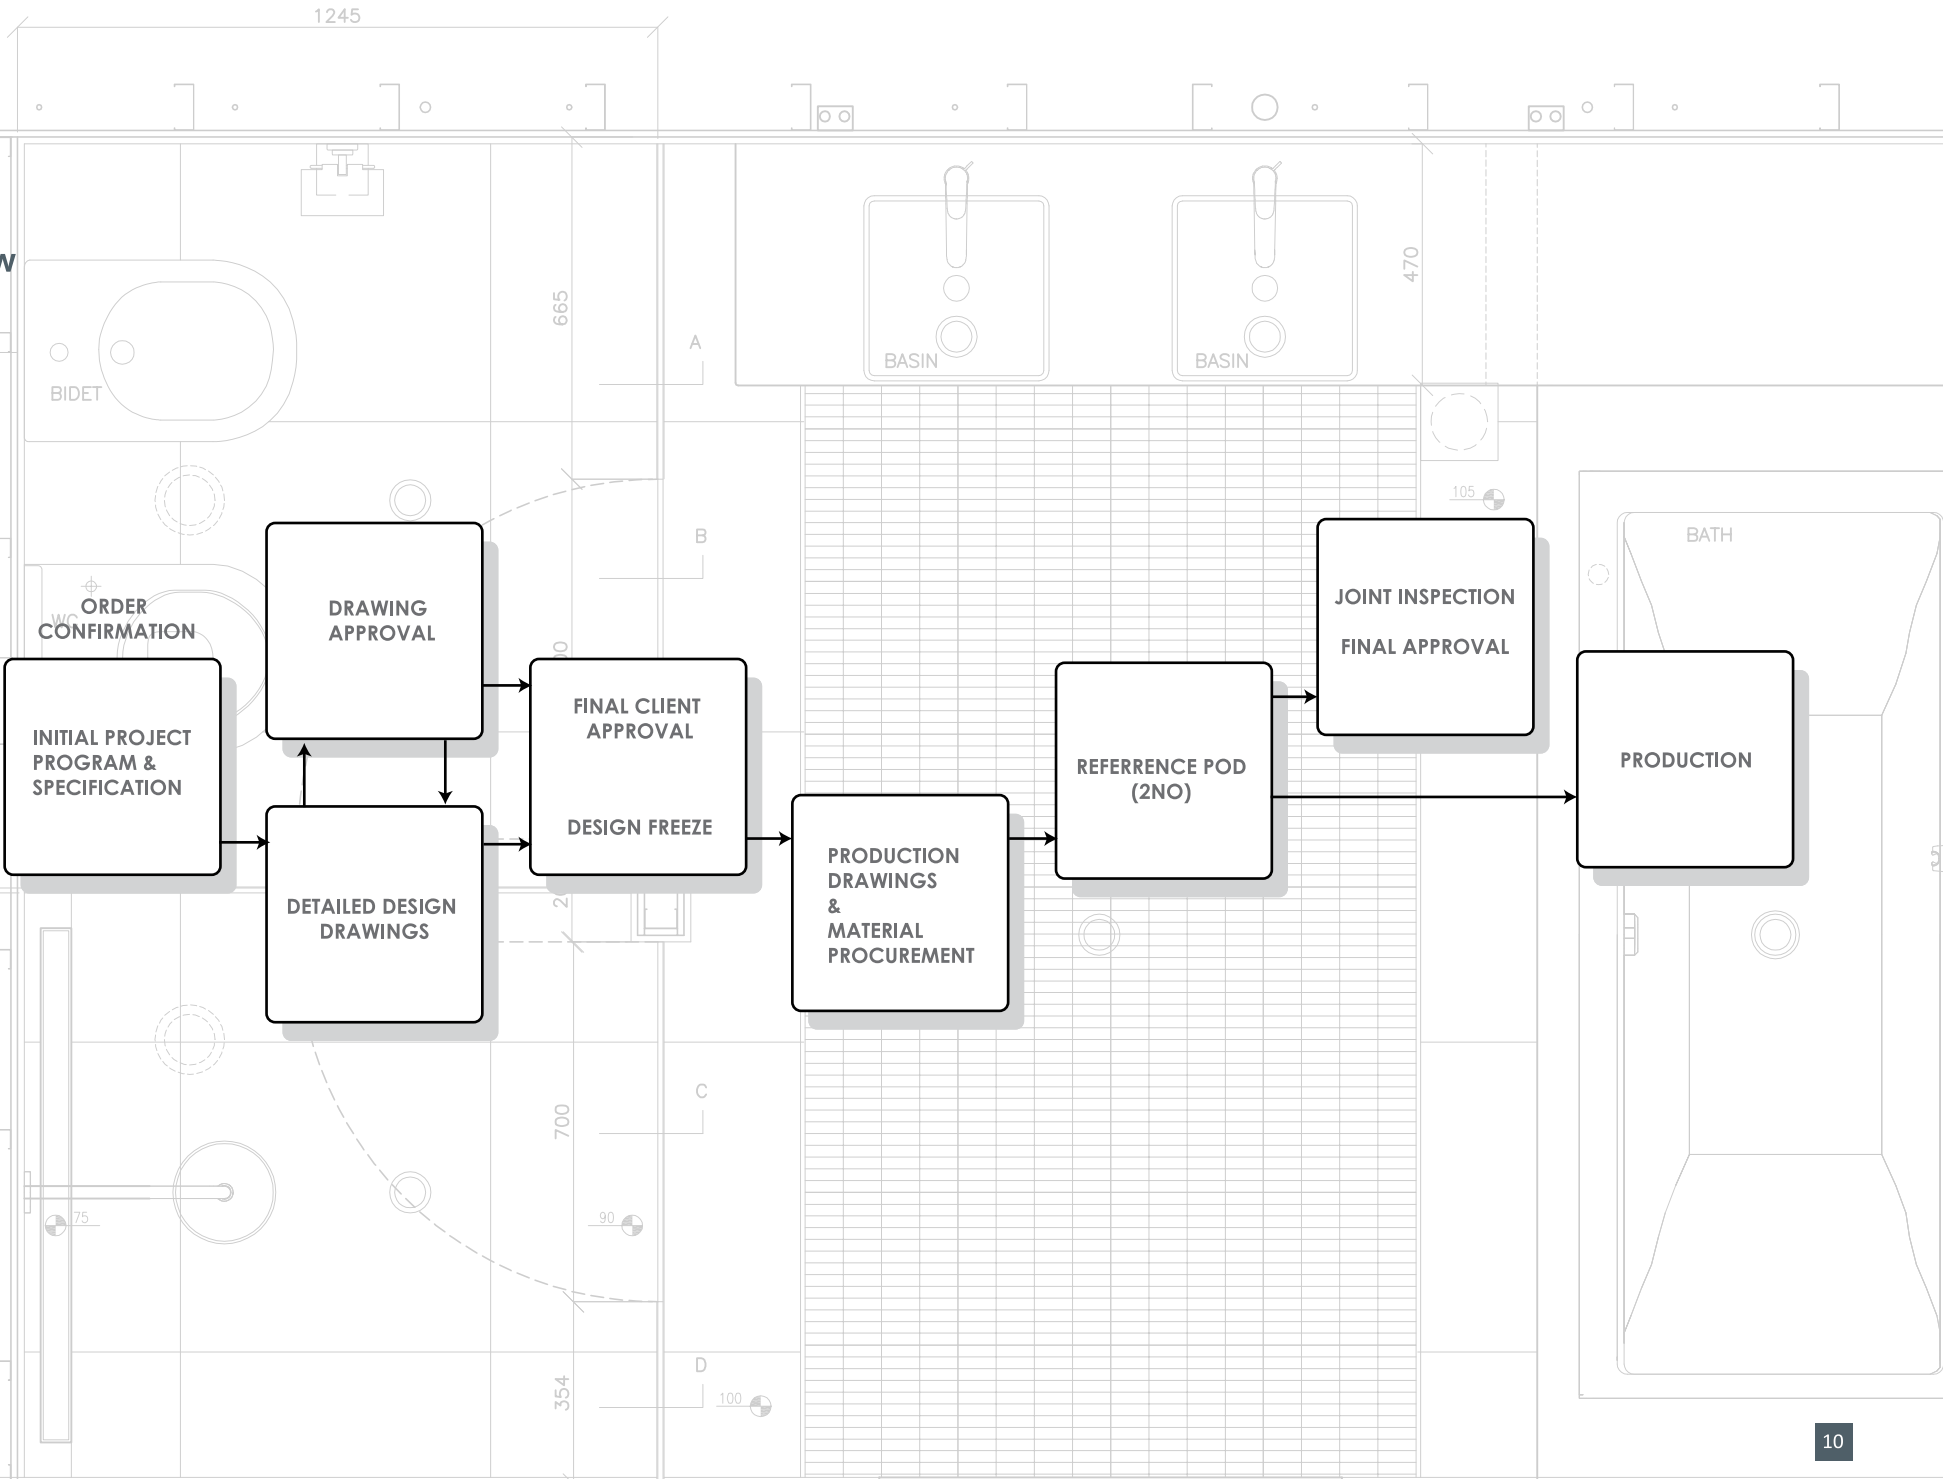 1245
W
665
470
A
BASIN
BASIN
BIDET
105
B
BATH
WC
ORDER
CONFIRMATION
DRAWING
APPROVAL
JOINT INSPECTION
FINAL APPROVAL
INITIAL PROJECT
PROGRAM &
SPECIFICATION
FINAL CLIENT
APPROVAL
DESIGN FREEZE
REFERRENCE POD
(2NO)
PRODUCTION
DETAILED DESIGN
DRAWINGS
PRODUCTION
DRAWINGS
&
MATERIAL
PROCUREMENT
C
700
75
90
D
354
100
10